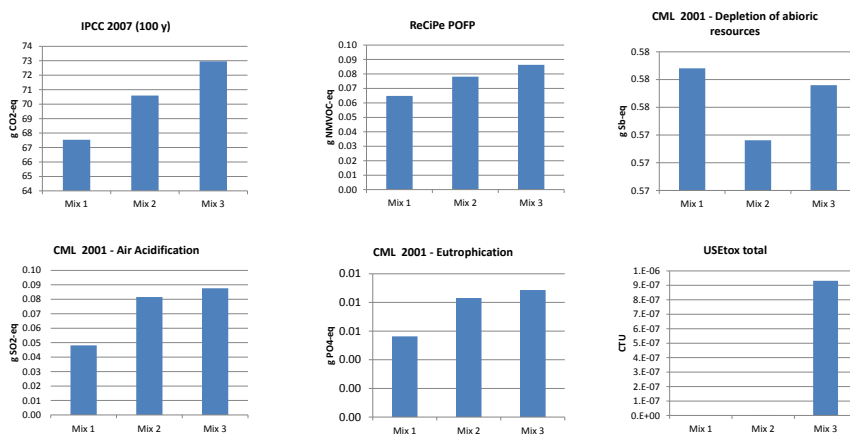 IPCC 2007 (100 y)
g CO2-eq
74
73
72
71
70
69
68
67
66
65
64
Mix 1 Mix 2 Mix 3
ReCiPe POFP
g NMVOC-eq
0.10
0.09
0.08
0.07
0.06
0.05
0.04
0.03
0.02
0.01
0.00
Mix 1 Mix 2 Mix 3
CML 2001 - Depletion of abioric
resources
g Sb-eq
0.58
0.58
0.58
0.57
0.57
0.57
Mix 1 Mix 2 Mix 3
CML 2001 - Air Acidification
g SO2-eq
0.10
0.09
0.08
0.07
0.06
0.05
0.04
0.03
0.02
0.01
0.00
Mix 1 Mix 2 Mix 3
CML 2001 - Eutrophication
g PO4-eq
0.01
0.01
0.01
0.00
0.00
0.00
Mix 1 Mix 2 Mix 3
USEtox total
CTU
1.E-06
9.E-07
8.E-07
7.E-07
6.E-07
5.E-07
4.E-07
3.E-07
2.E-07
1.E-07
0.E+00
Mix 1 Mix 2 Mix 3